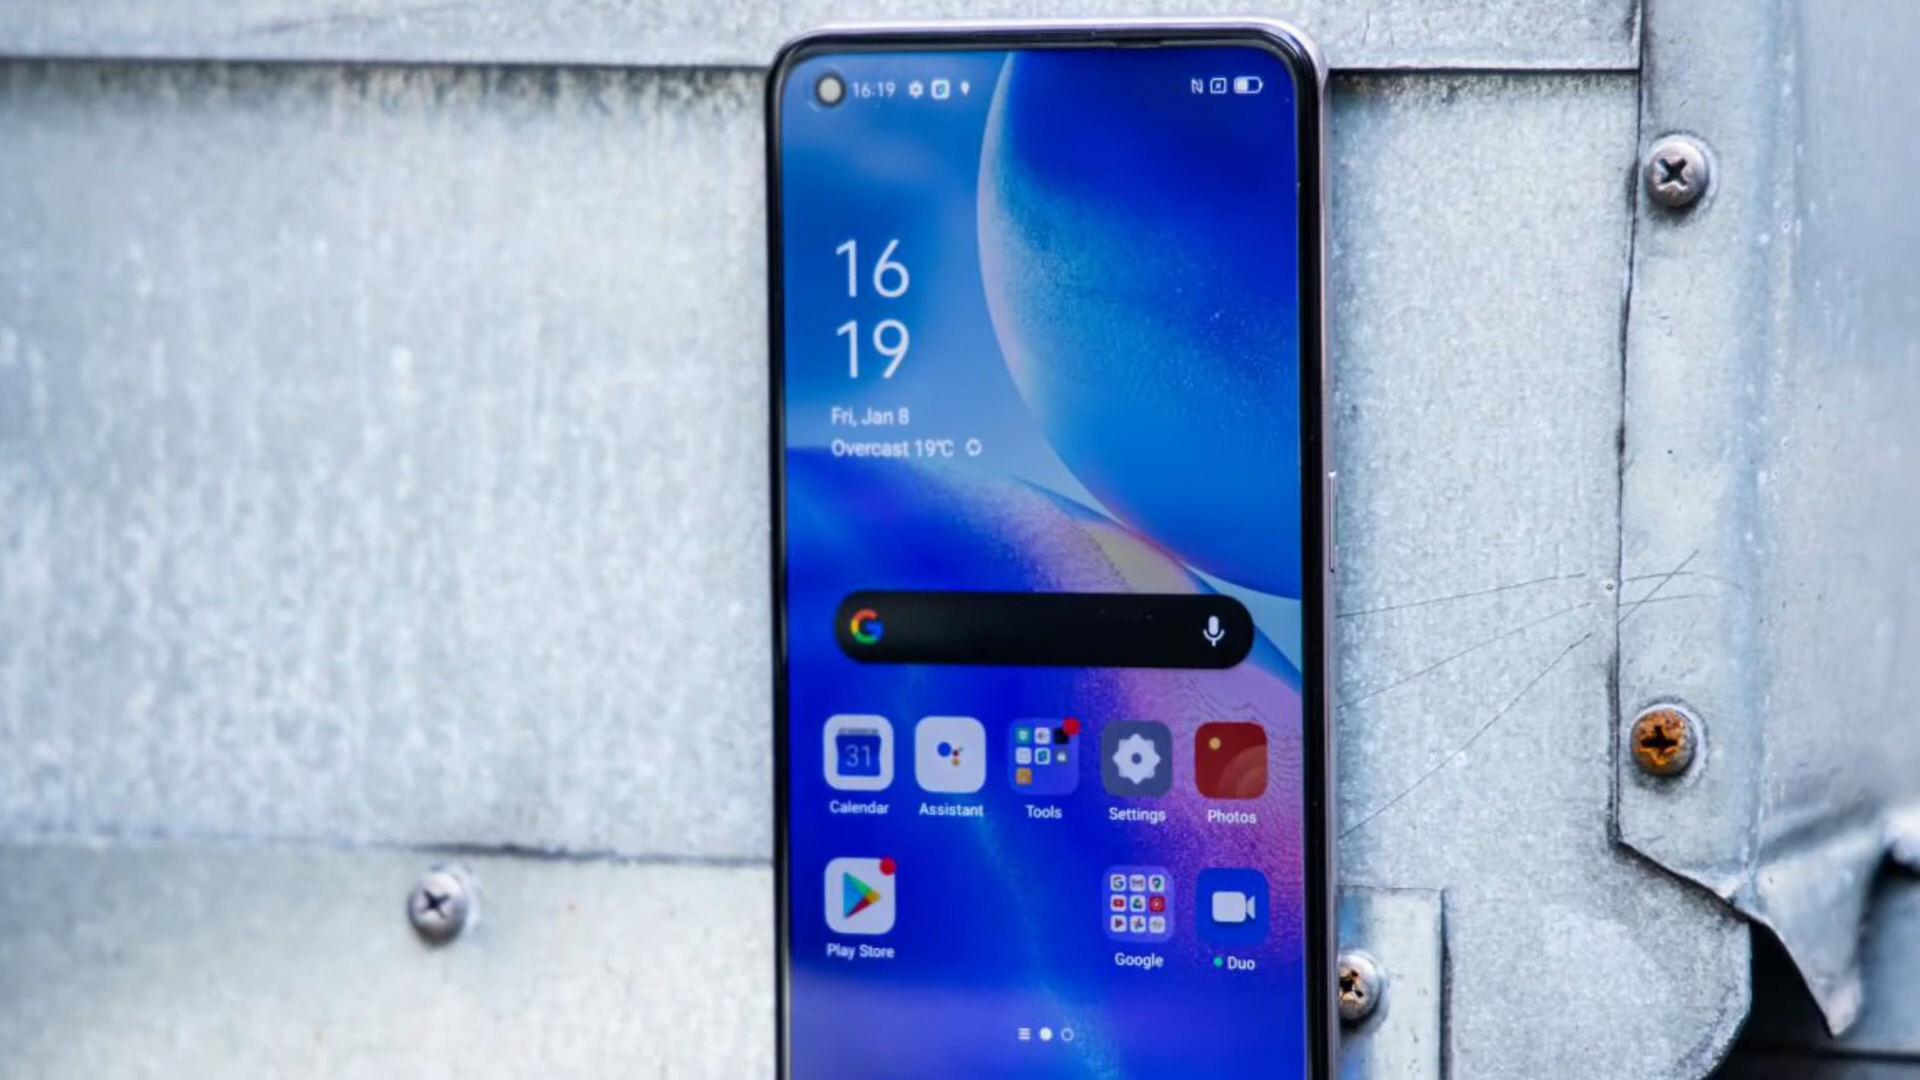 16:19
16
19
Fri, Jan 8
Overcast 19°C
G
31
Calendar
Assistant
Tools
Settings
Photos
Play Store
Google
Duo